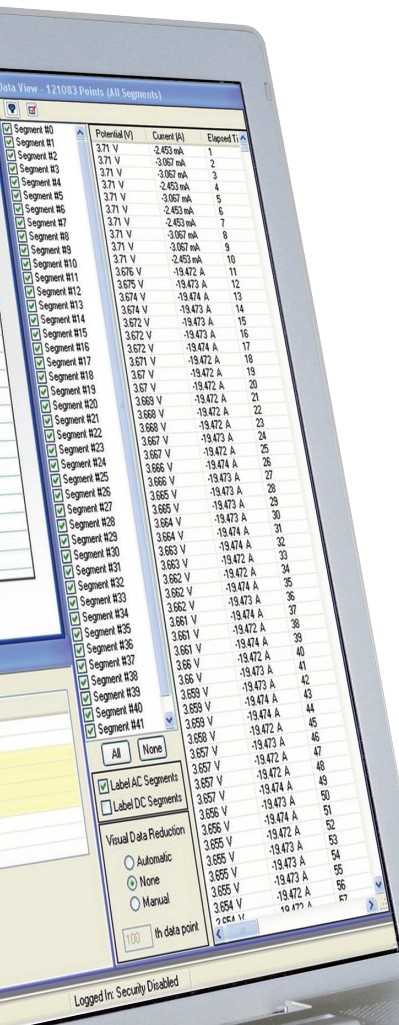 Data View - 121083 Points (All Segments)
Segment #0
Segment #1
Segment #2
Segment #3
Segment #4
Segment #5
Segment #6
Segment #7
Segment #8
Segment #9
Segment #10
Segment #11
Segment #12
Segment #13
Segment #14
Segment #15
Segment #16
Segment #17
Segment #18
Segment #19
Segment #20
Segment #21
Segment #22
Segment #23
Segment #24
Segment #25
Segment #26
Segment #27
Segment #28
Segment #29
Segment #30
Segment #31
Segment #32
Segment #33
Segment #34
Segment #35
Segment #36
Segment #37
Segment #38
Segment #39
Segment #40
Segment #41
All None
Label AC Segments
Label DC Segments
Visual Data Reduction
Automatic
None
Manual
100 th data point
Potential (V) Current (A) Elapsed Ti
3.71 V -2.453 mA 1
3.71 V -3.067 mA 2
3.71 V -3.067 mA 3
3.71 V -2.453 mA 4
3.71 V -3.067 mA 5
3.71 V -2.453 mA 6
3.71 V -2.453 mA 7
3.71 V -3.067 mA 8
3.71 V -3.067 mA 9
3.71 V -2.453 mA 10
3.676 V -19.472 A 11
3.675 V -19.473 A 12
3.674 V -19.474 A 13
3.674 V -19.473 A 14
3.672 V -19.473 A 15
3.672 V -19.473 A 16
3.672 V -19.474 A 17
3.671 V -19.472 A 18
3.67 V -19.472 A 19
3.67 V -19.473 A 20
3.669 V -19.472 A 21
3.668 V -19.472 A 22
3.668 V -19.472 A 23
3.667 V -19.473 A 24
3.667 V -19.472 A 25
3.666 V -19.474 A 26
3.666 V -19.473 A 27
3.665 V -19.473 A 28
3.665 V -19.473 A 29
3.664 V -19.473 A 30
3.664 V -19.474 A 31
3.663 V -19.474 A 32
3.663 V -19.472 A 33
3.662 V -19.472 A 34
3.662 V -19.474 A 35
3.662 V -19.473 A 36
3.661 V -19.474 A 37
3.661 V -19.472 A 38
3.661 V -19.474 A 39
3.66 V -19.472 A 40
3.66 V -19.473 A 41
3.659 V -19.473 A 42
3.659 V -19.474 A 43
3.659 V -19.474 A 44
3.658 V -19.472 A 45
3.657 V -19.473 A 46
3.657 V -19.472 A 47
3.657 V -19.473 A 48
3.657 V -19.474 A 49
3.656 V -19.473 A 50
3.656 V -19.474 A 51
3.655 V -19.472 A 52
3.655 V -19.473 A 53
3.655 V -19.473 A 54
3.655 V -19.473 A 55
3.654 V -19.472 A 56
3.654 V -19.472 A 57
Logged In: Security Disabled